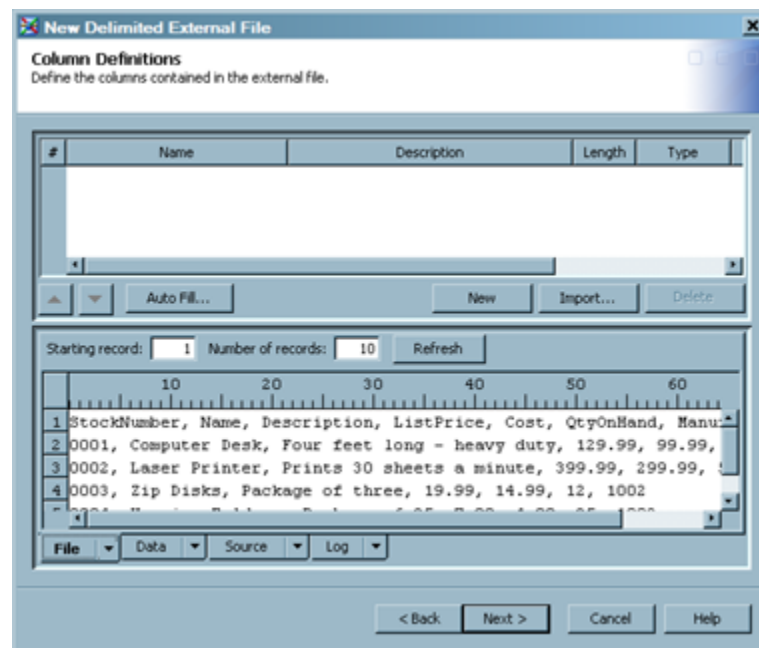 New Delimited External File
Column Definitions
Define the columns contained in the external file.
# Name Description Length Type
Auto Fill... New Import... Delete
Starting record: 1 Number of records: 10 Refresh
10 20 30 40 50 60
1 StockNumber, Name, Description, ListPrice, Cost, QtyOnHand, Manu
2 0001, Computer Desk, Four feet long - heavy duty, 129.99, 99.99,
3 0002, Laser Printer, Prints 30 sheets a minute, 399.99, 299.99,
4 0003, Zip Disks, Package of three, 19.99, 14.99, 12, 1002
File Data Source Log
< Back Next > Cancel Help